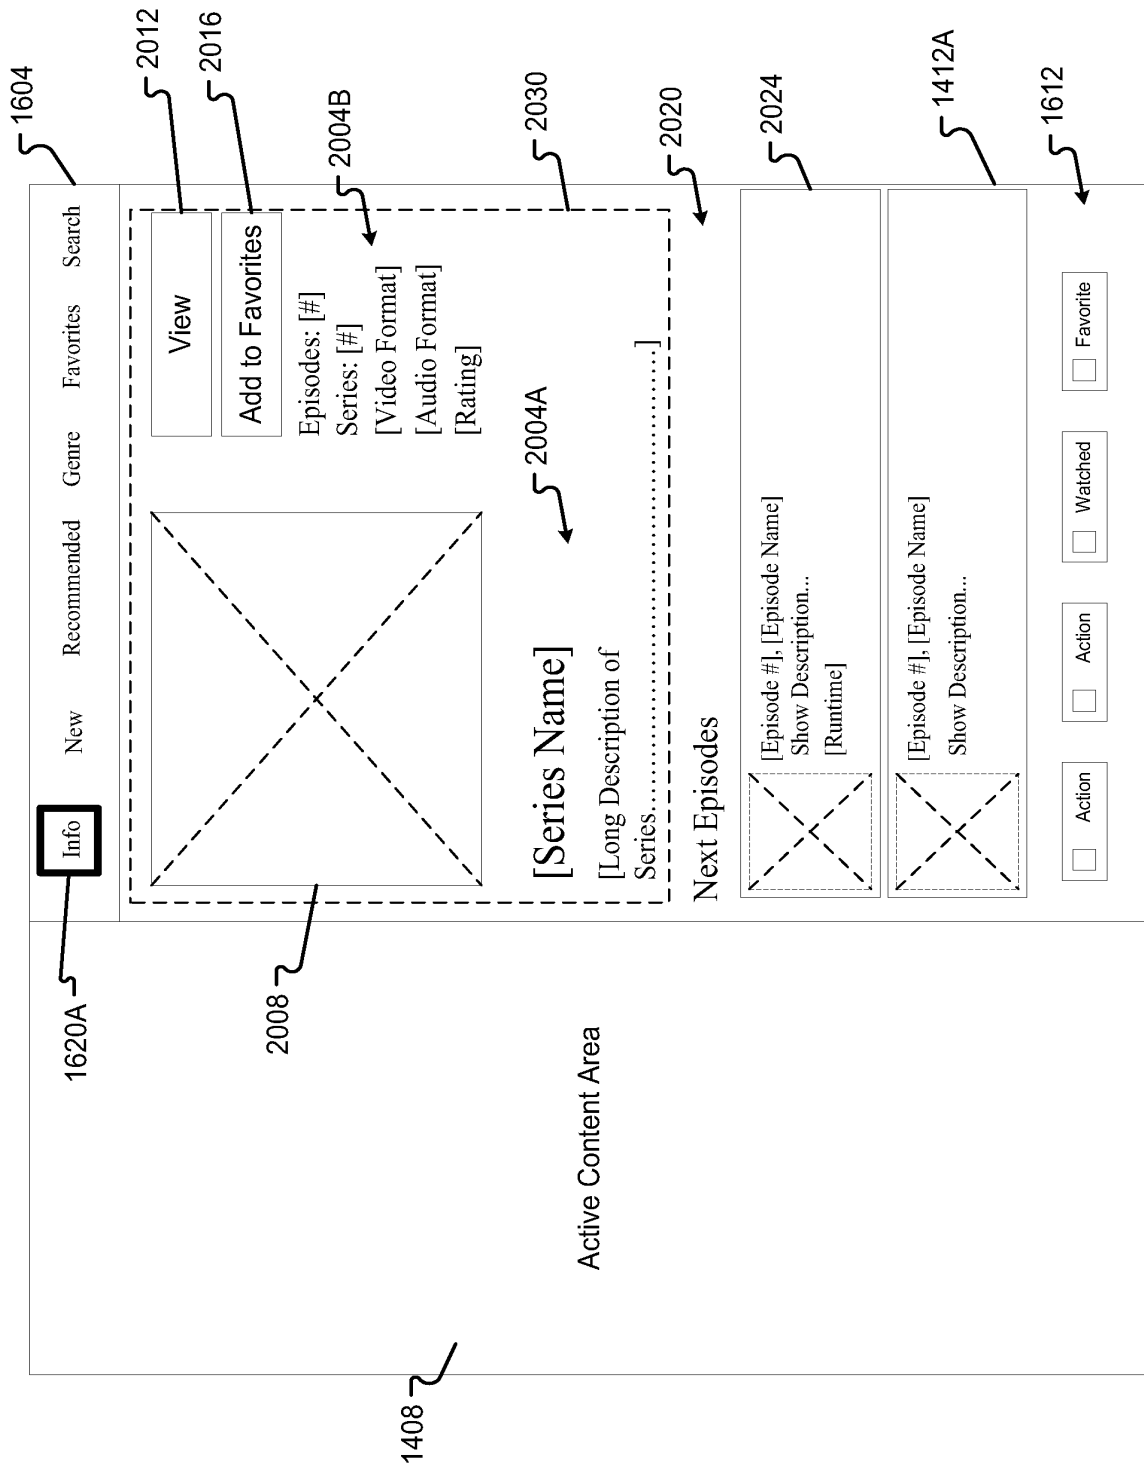 1604
2012
2016
2004B
2030
2020
2024
1412A
1612
1620A
2008
2004A
1408
Info New Recommended Genre Favorites Search
View
Add to Favorites
Episodes: [#]
Series: [#]
[Video Format]
[Audio Format]
[Rating]
[Series Name]
[Long Description of
Series......................................................]
Next Episodes
[Episode #], [Episode Name]
Show Description...
[Runtime]
[Episode #], [Episode Name]
Show Description...
Action Action Watched Favorite
Active Content Area